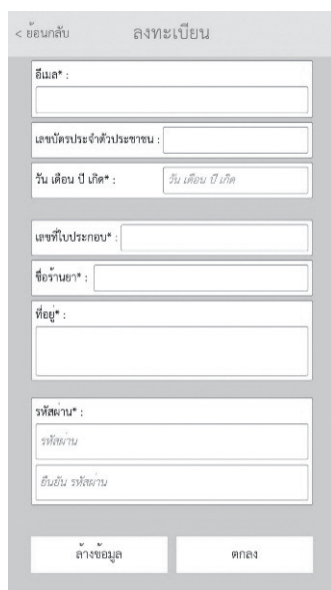 < ย้อนกลับ ลงทะเบียน
อีเมล* :
เลขบัตรประจำตัวประชาชน :
วัน เดือน ปี เกิด* : วัน เดือน ปี เกิด
เลขที่ใบประกอบ* :
ชื่อร้านยา* :
ที่อยู่* :
รหัสผ่าน* :
รหัสผ่าน
ยืนยัน รหัสผ่าน
ล้างข้อมูล ตกลง